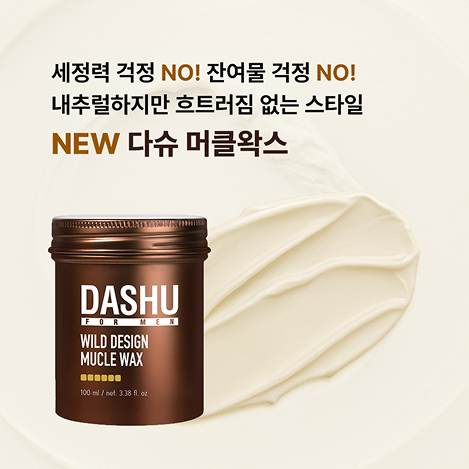 세정력 걱정 NO! 잔여물 걱정 NO!
내추럴하지만 흐트러짐 없는 스타일
NEW 다슈 머클왁스
DASHU
FOR MEN
WILD DESIGN
MUCLE WAX
100 ml / net. 3.38 fl. oz